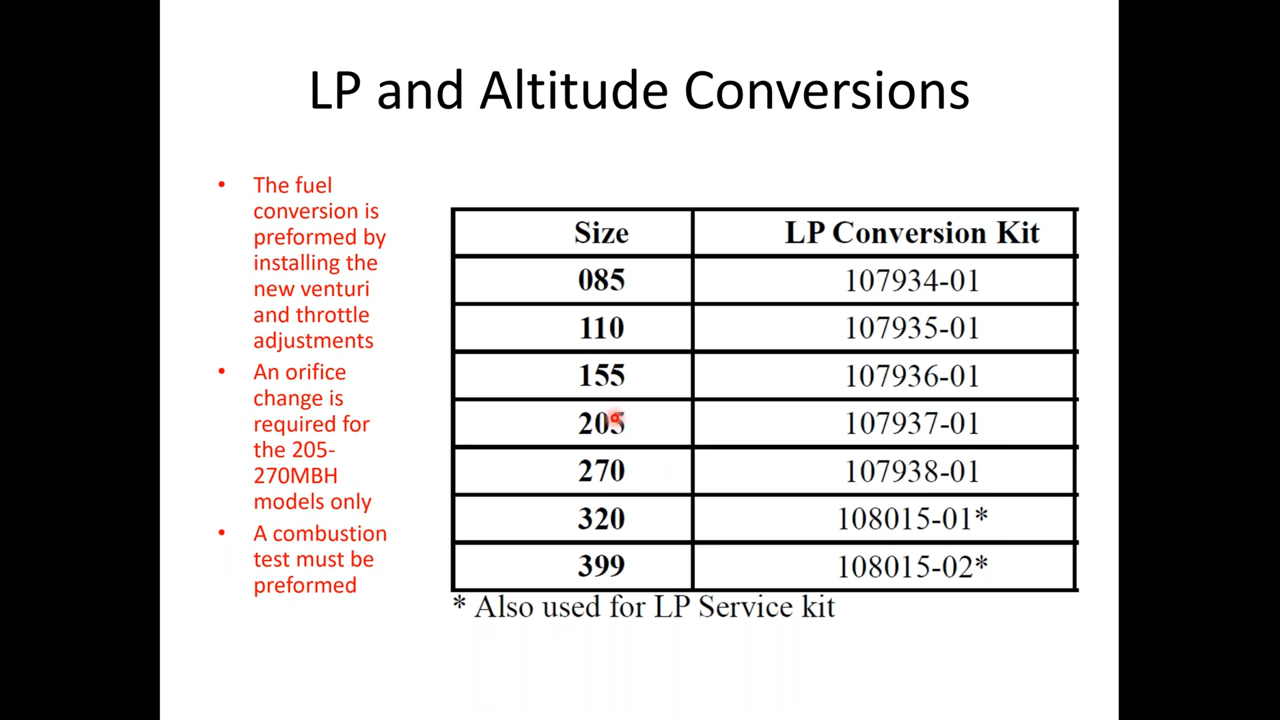 LP and Altitude Conversions
• The fuel
conversion is
preformed by
installing the
new venturi
and throttle
adjustments
• An orifice
change is
required for
the 205-
270MBH
models only
• A combustion
test must be
preformed
Size LP Conversion Kit
085 107934-01
110 107935-01
155 107936-01
205 107937-01
270 107938-01
320 108015-01*
399 108015-02*
* Also used for LP Service kit